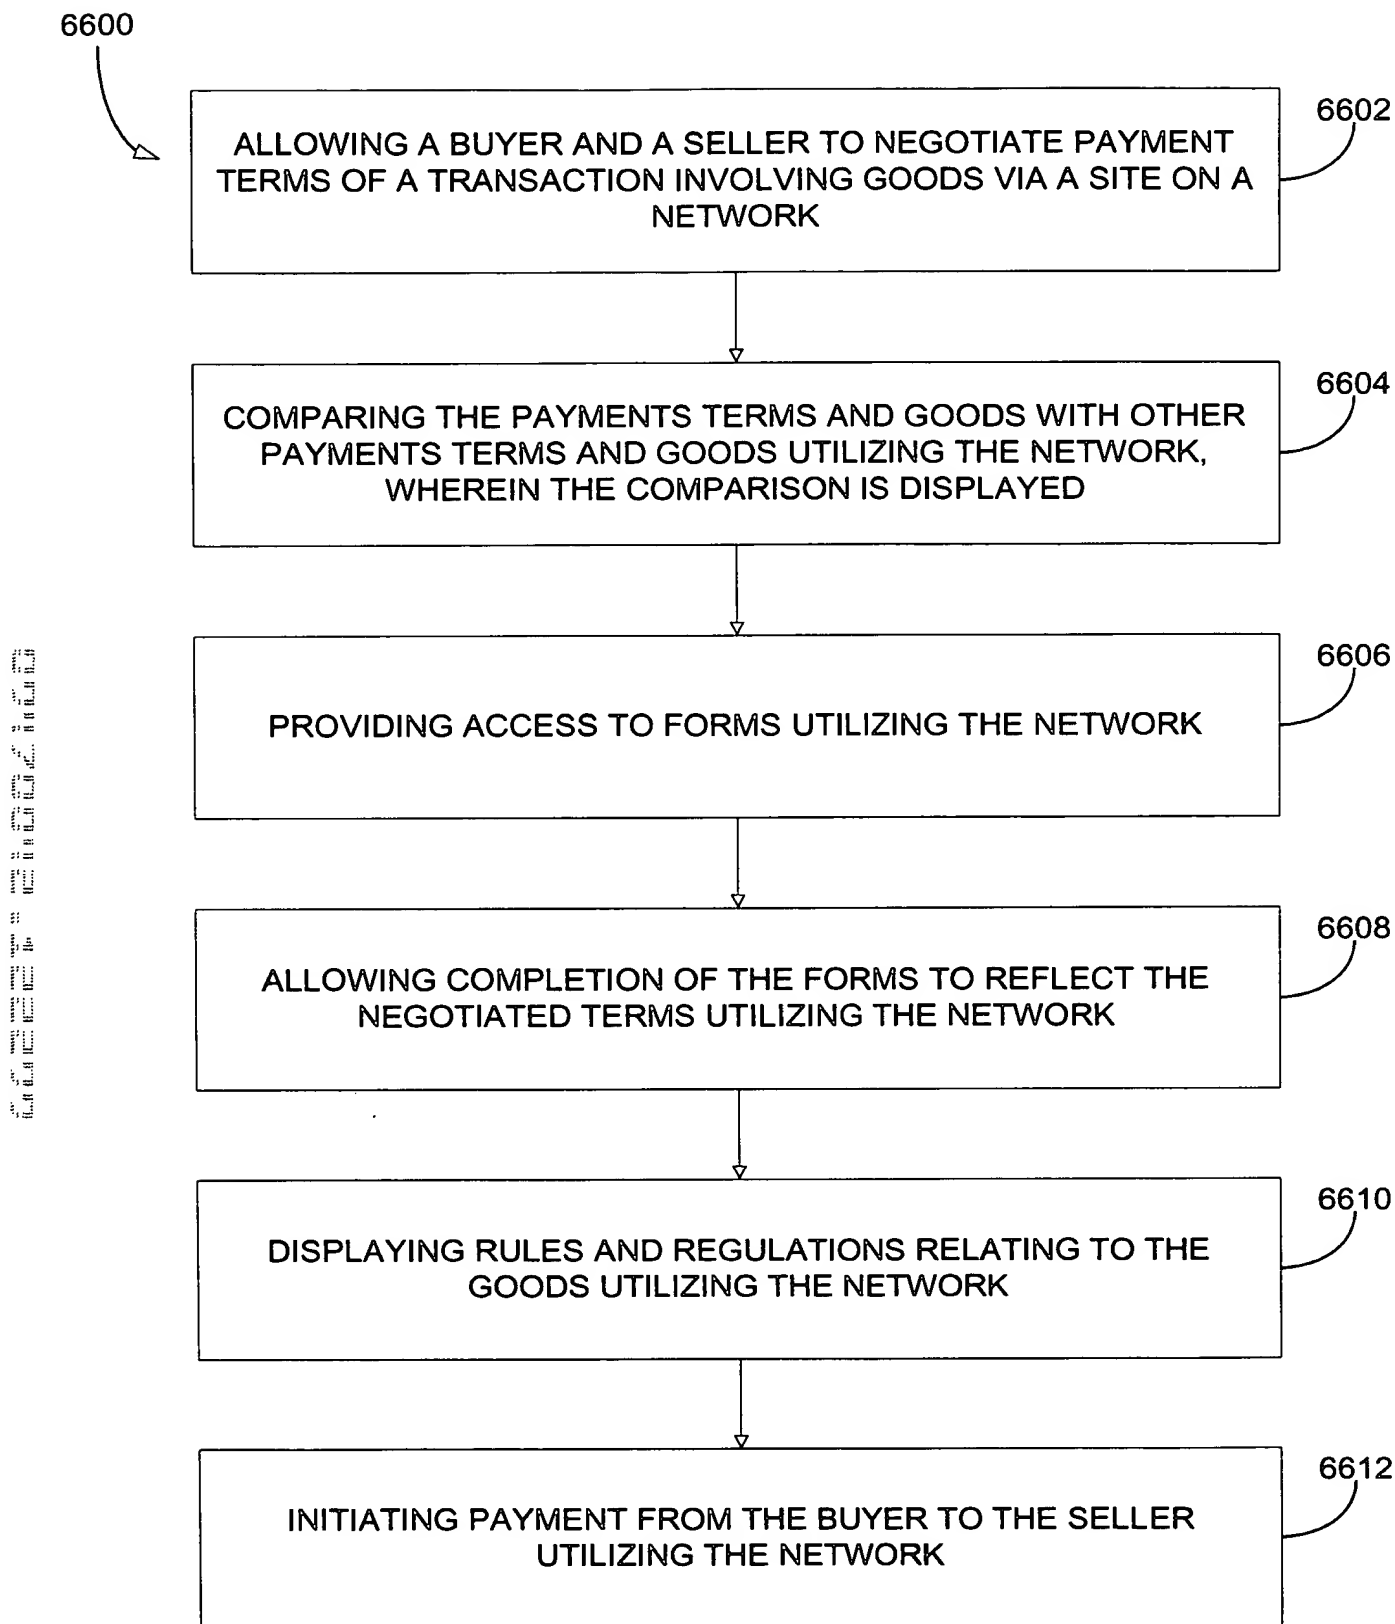 6600
6602
ALLOWING A BUYER AND A SELLER TO NEGOTIATE PAYMENT
TERMS OF A TRANSACTION INVOLVING GOODS VIA A SITE ON A
NETWORK
6604
COMPARING THE PAYMENTS TERMS AND GOODS WITH OTHER
PAYMENTS TERMS AND GOODS UTILIZING THE NETWORK,
WHEREIN THE COMPARISON IS DISPLAYED
6606
PROVIDING ACCESS TO FORMS UTILIZING THE NETWORK
6608
ALLOWING COMPLETION OF THE FORMS TO REFLECT THE
NEGOTIATED TERMS UTILIZING THE NETWORK
6610
DISPLAYING RULES AND REGULATIONS RELATING TO THE
GOODS UTILIZING THE NETWORK
6612
INITIATING PAYMENT FROM THE BUYER TO THE SELLER
UTILIZING THE NETWORK